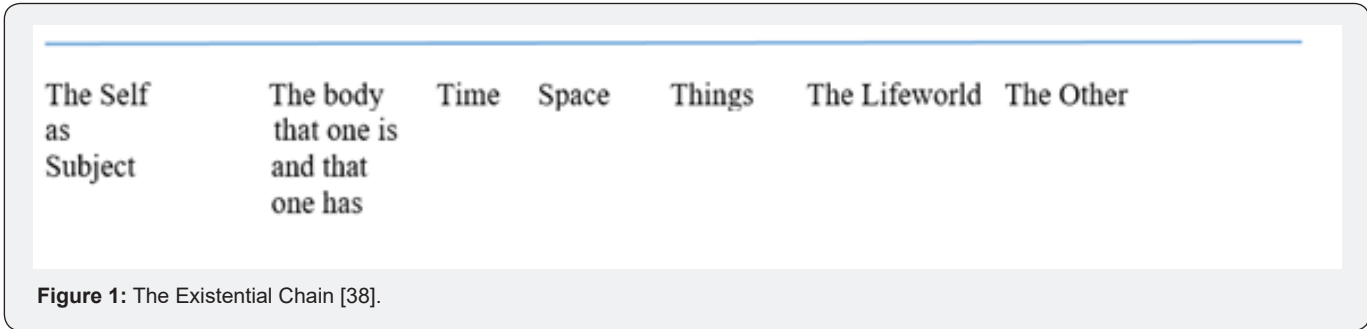 The Self The body Time Space Things The Lifeworld The Other
as that one is
Subject and that
one has
Figure 1: The Existential Chain [38].